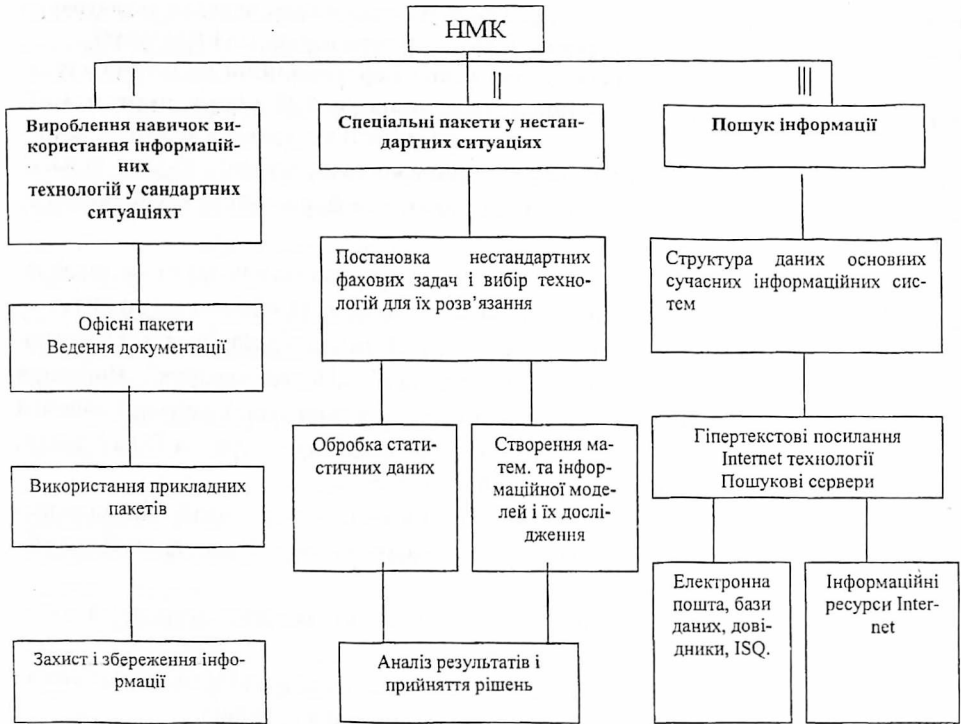 НМК
I
II
III
Вироблення навичок ви-
користання інформацій-
них
технологій у сандартних
ситуаціяхт
Спеціальні пакети у нестан-
дартних ситуаціях
Пошук інформації
Офісні пакети
Ведення документації
Постановка нестандартних
фахових задач і вибір техно-
логій для їх розв’язання
Структура даних основних
сучасних інформаційних сис-
тем
Використання прикладних
пакетів
Обробка стати-
стичних даних
Створення ма-
тем. та інфор-
маційної моде-
лей і їх дослі-
дження
Гіпертекстові посилання
Internet технології
Пошукові сервери
Захист і збереження інфо-
рмації
Аналіз результатів і
прийняття рішень
Електронна
пошта, бази
даних, дові-
дники, ISQ.
Інформаційні
ресурси Inter-
net